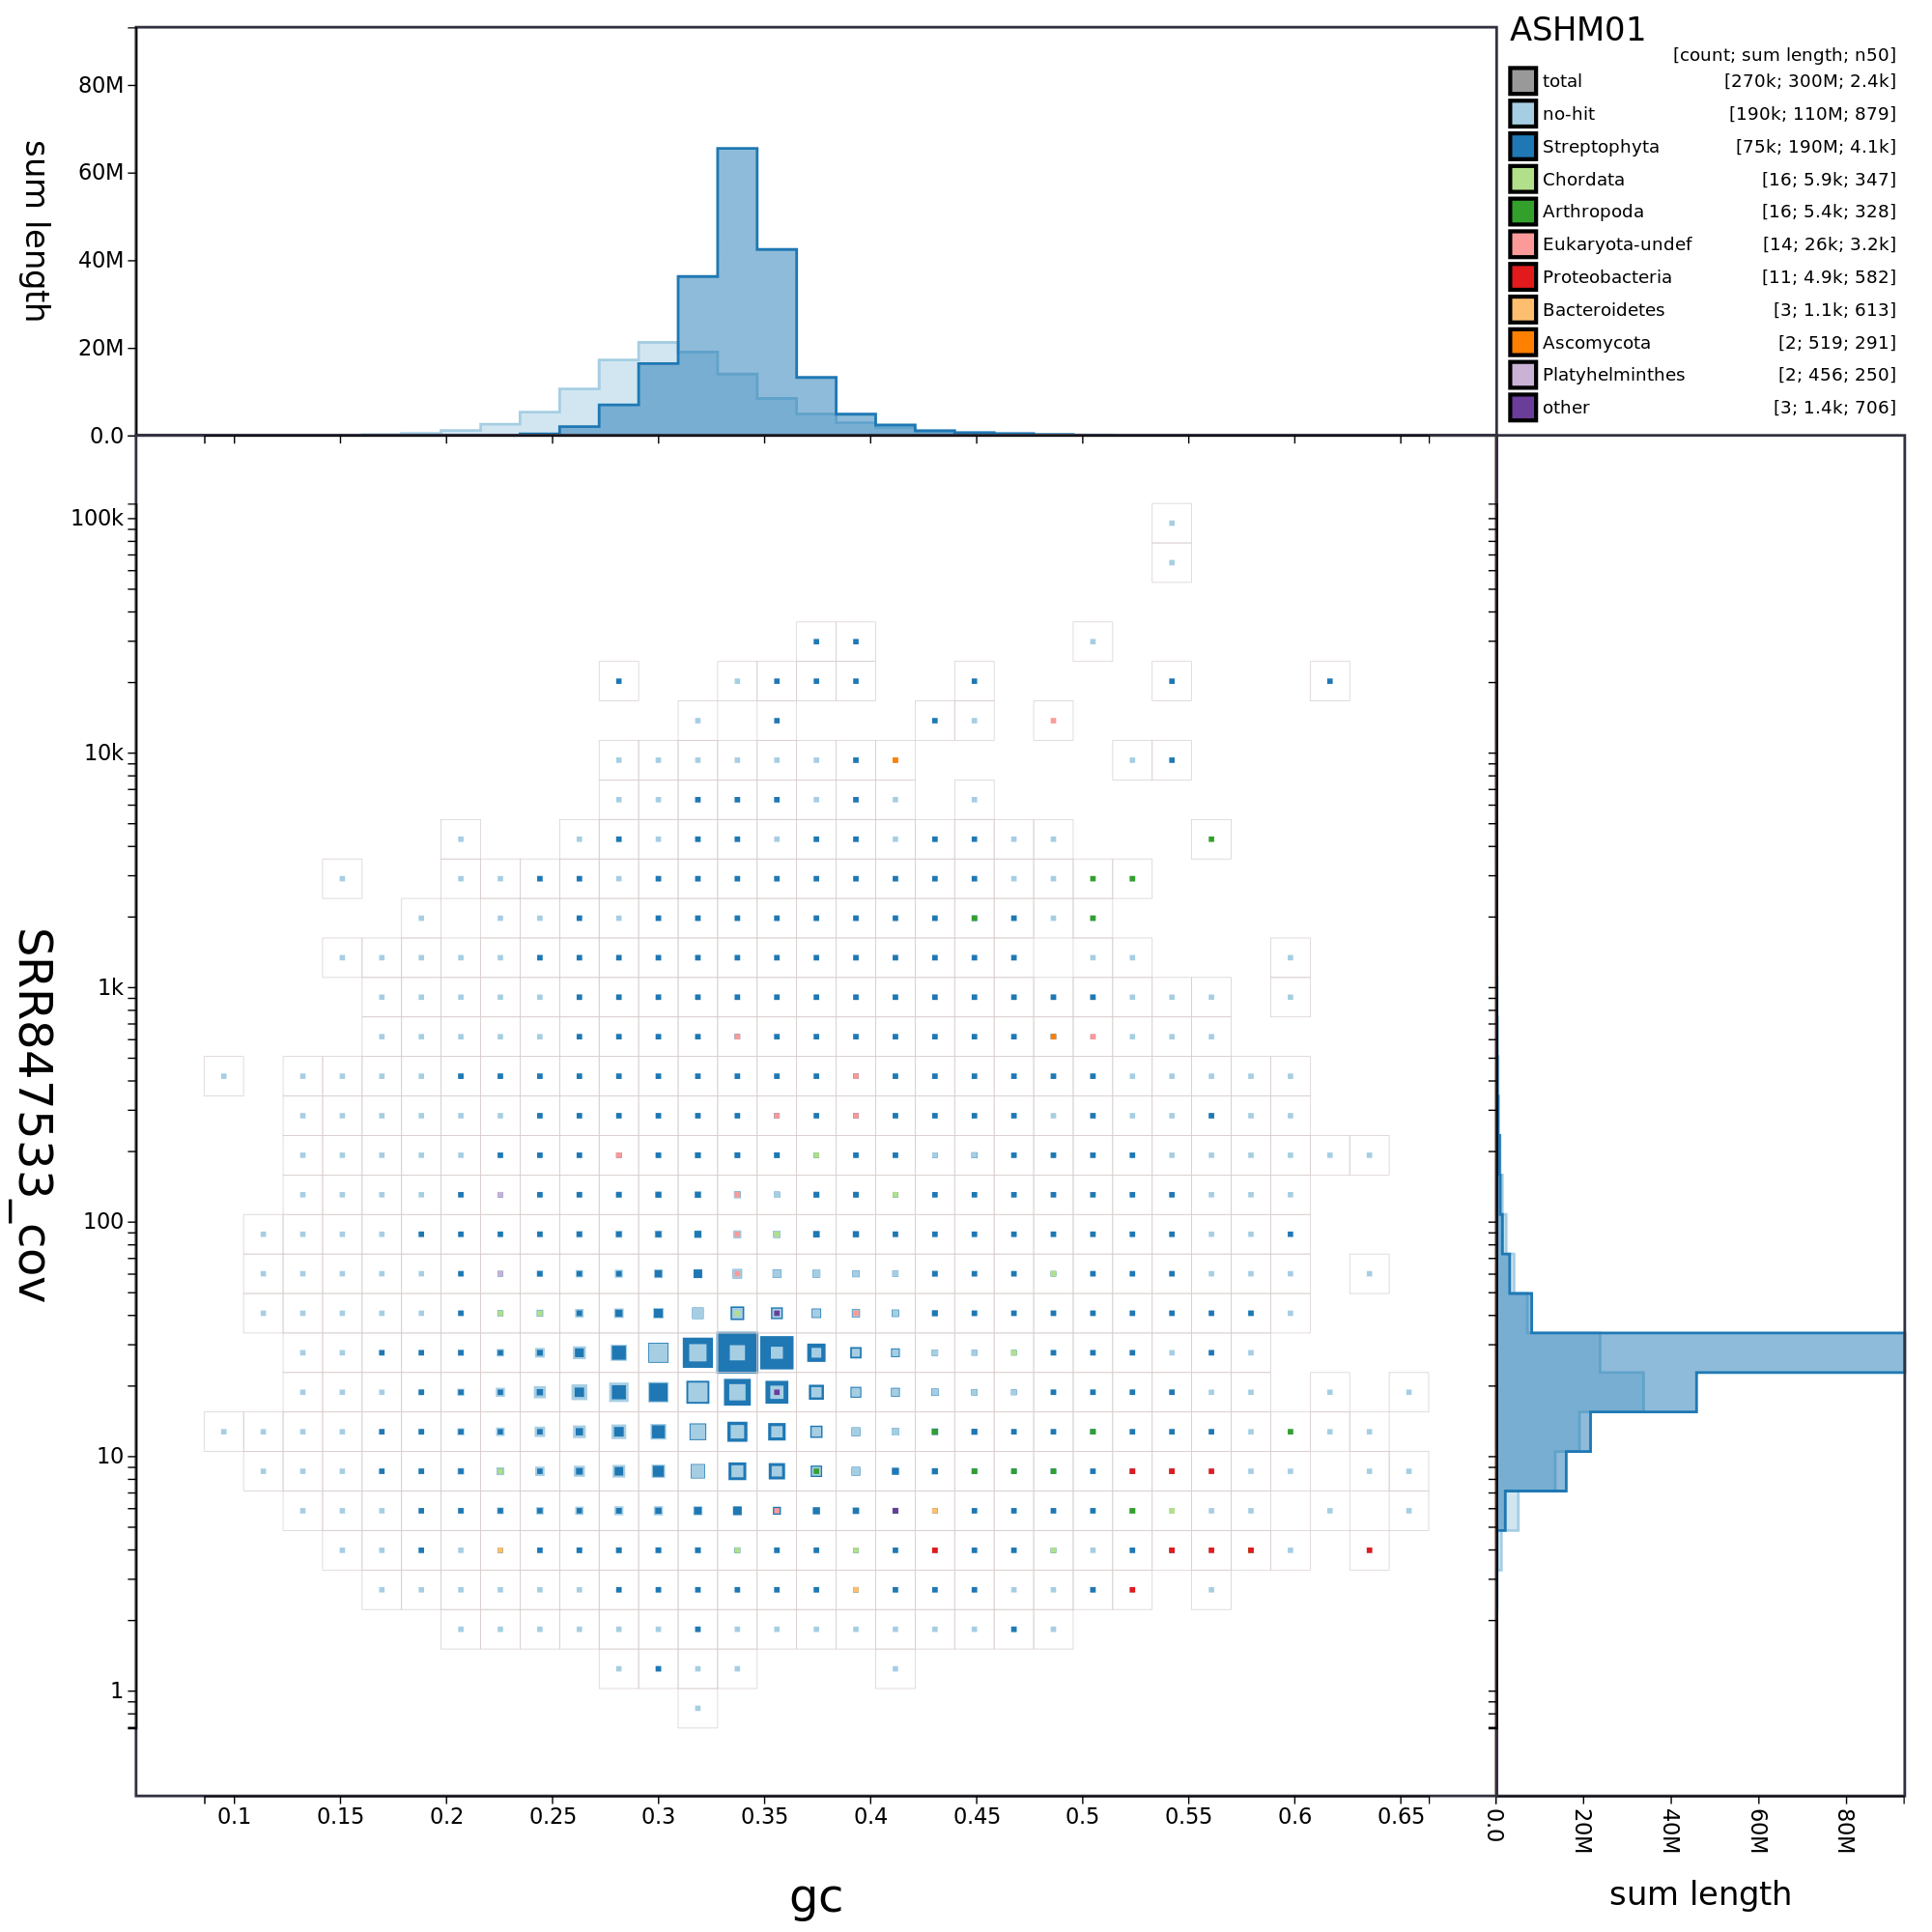 ASHM01
[count; sum length; n50]
total [270k; 300M; 2.4k]
no-hit [190k; 110M; 879]
Streptophyta [75k; 190M; 4.1k]
Chordata [16; 5.9k; 347]
Arthropoda [16; 5.4k; 328]
Eukaryota-undef [14; 26k; 3.2k]
Proteobacteria [11; 4.9k; 582]
Bacteroidetes [3; 1.1k; 613]
Ascomycota [2; 519; 291]
Platyhelminthes [2; 456; 250]
other [3; 1.4k; 706]
sum length
80M
60M
40M
20M
0.0
SRR847533_cov
100k
10k
1k
100
10
1
0.1 0.15 0.2 0.25 0.3 0.35 0.4 0.45 0.5 0.55 0.6 0.65
gc
0.0 20M 40M 60M 80M
sum length